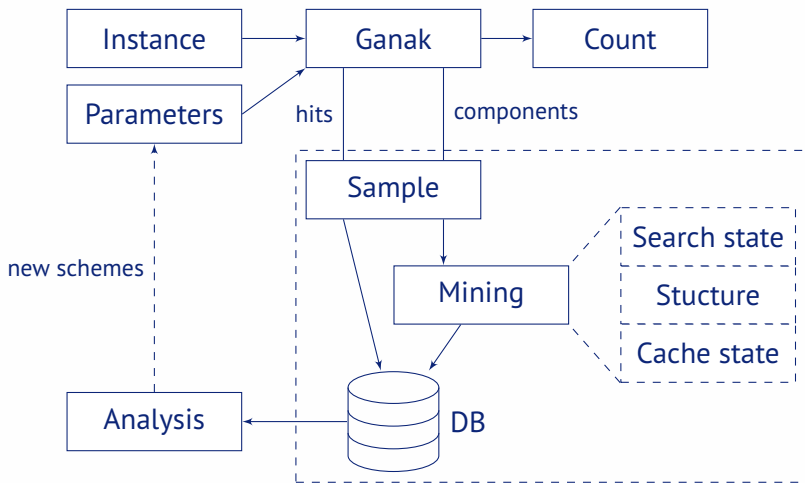 Instance
Ganak
Count
Parameters
hits
components
Sample
Search state
new schemes
Mining
Stucture
Cache state
Analysis
DB